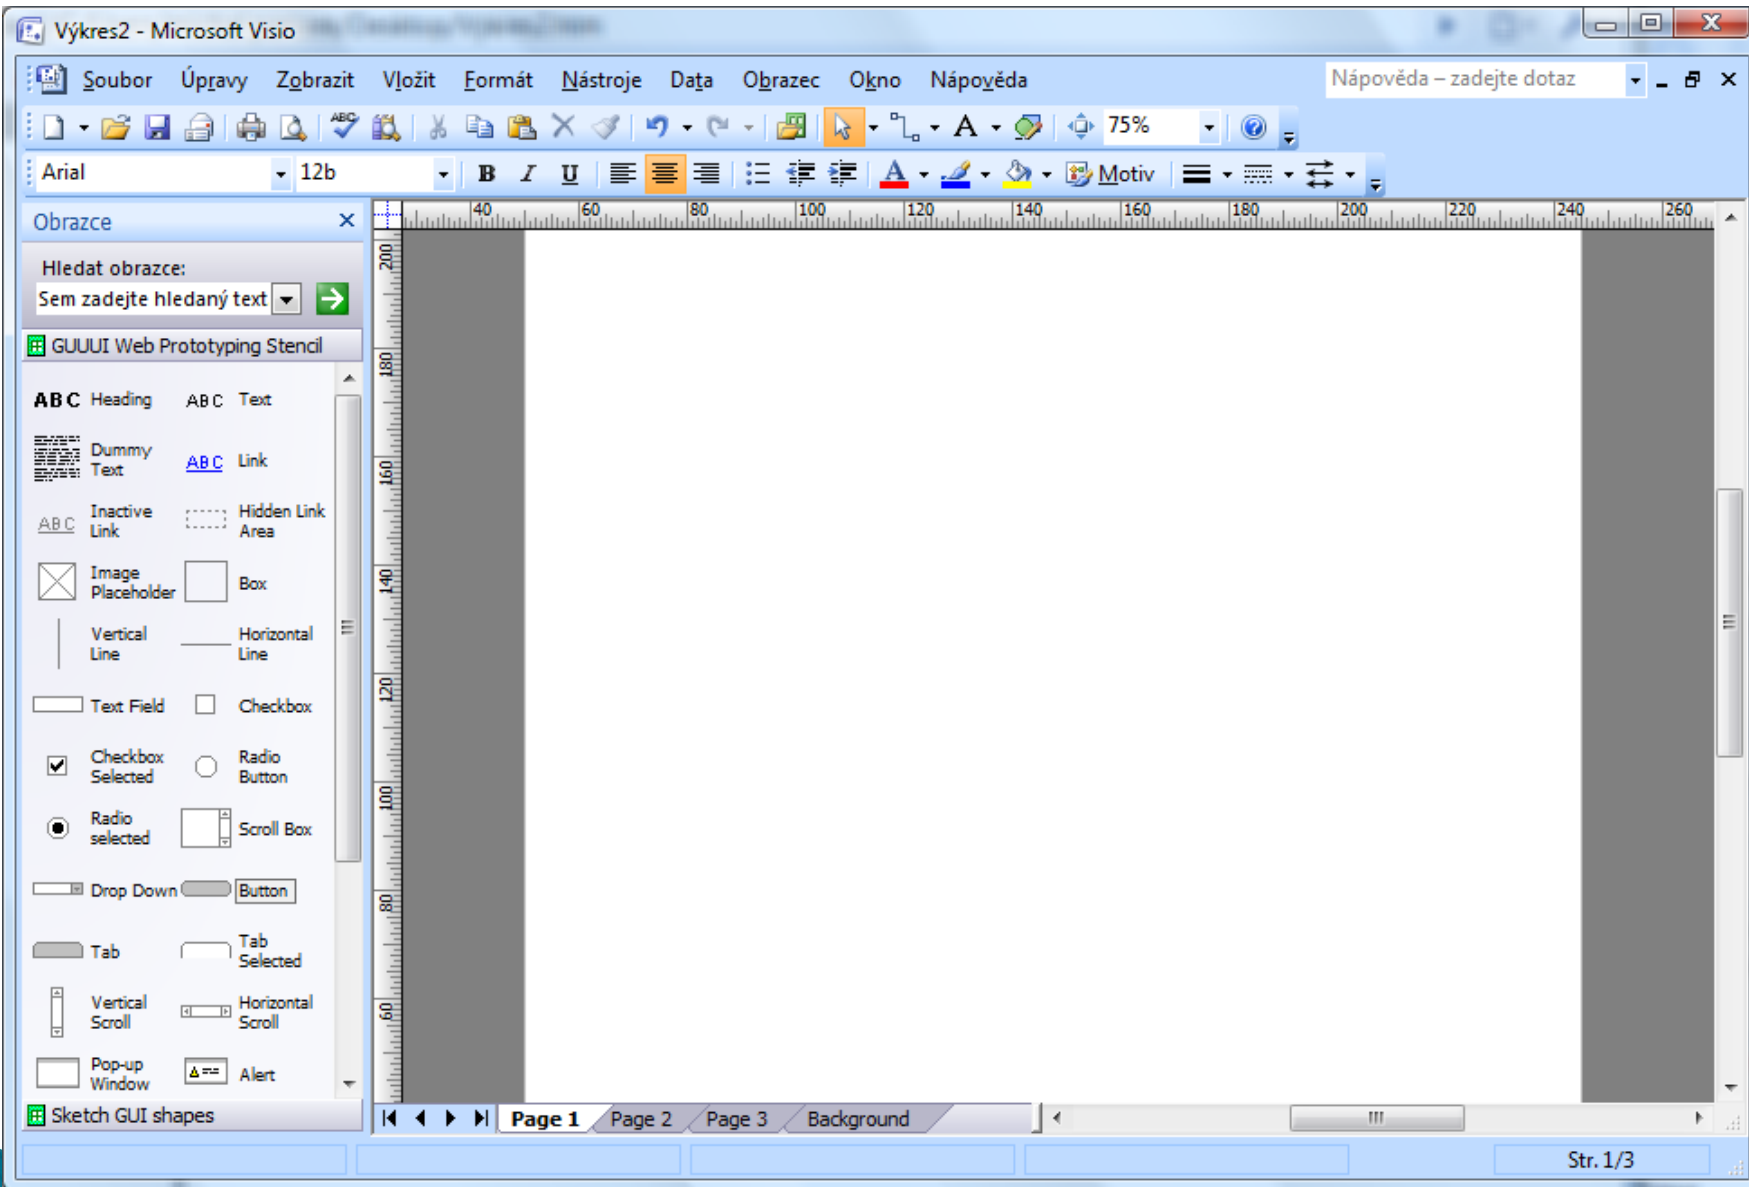 Výkres2 - Microsoft Visio
Soubor Úpravy Zobrazit Vložit Formát Nástroje Data Obrazec Okno Nápověda Nápověda – zadejte dotaz
ABC A 75%
Arial 12b B I U A Motiv
Obrazce
40 60 80 100 120 140 160 180 200 220 240 260
Hledat obrazce:
Sem zadejte hledaný text
GUUUI Web Prototyping Stencil
ABC Heading ABC Text
Dummy
Text
ABC Link
Inactive
Link
ABC
Hidden Link
Area
Image
Placeholder
Box
Vertical
Line
Horizontal
Line
Text Field Checkbox
Checkbox
Selected
Radio
Button
Radio
selected
Scroll Box
Drop Down Button
Tab
Tab
Selected
Vertical
Scroll
Horizontal
Scroll
Pop-up
Window
Alert
Sketch GUI shapes
200
180
160
140
120
100
80
60
Page 1 Page 2 Page 3 Background
Str. 1/3